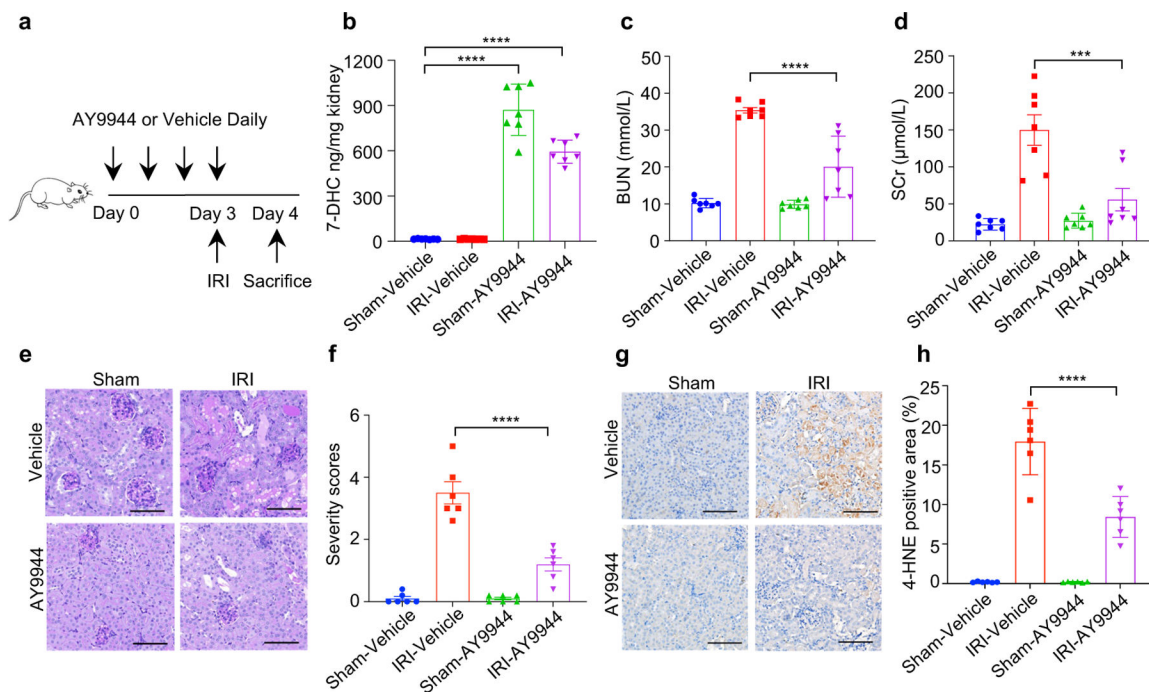 a
AY9944 or Vehicle Daily
Day 0
Day 3
Day 4
IRI
Sacrifice
b
7-DHC ng/mg kidney
1200
900
600
300
0
****
****
Sham-Vehicle
IRI-Vehicle
Sham-AY9944
IRI-AY9944
c
BUN (mmol/L)
50
40
30
20
10
0
****
Sham-Vehicle
IRI-Vehicle
Sham-AY9944
IRI-AY9944
d
SCr (μmol/L)
250
200
150
100
50
0
***
Sham-Vehicle
IRI-Vehicle
Sham-AY9944
IRI-AY9944
e
Sham
IRI
Vehicle
AY9944
f
Severity scores
6
4
2
0
****
Sham-Vehicle
IRI-Vehicle
Sham-AY9944
IRI-AY9944
g
Sham
IRI
Vehicle
AY9944
h
4-HNE positive area (%)
25
20
15
10
5
0
****
Sham-Vehicle
IRI-Vehicle
Sham-AY9944
IRI-AY9944